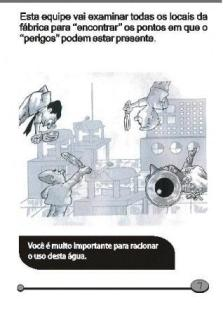 Esta equipe vai examinar todas os locais da
fábrica para "encontrar" os pontos em que o
"perigos" podem estar presente.
Você é muito importante para racionar
o uso desta água.
7